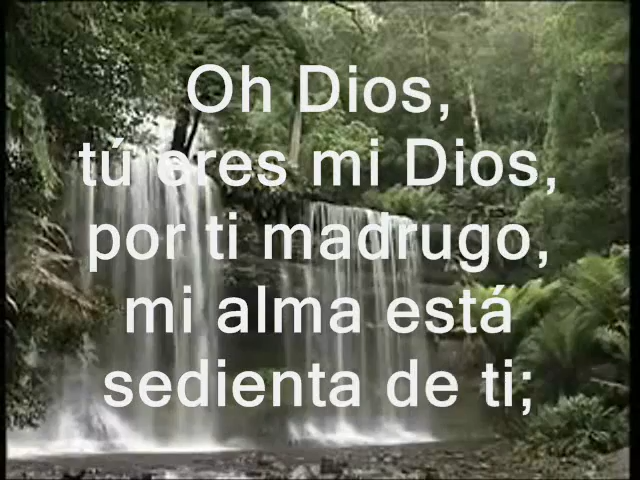 Oh Dios,
tú eres mi Dios,
por ti madrugo,
mi alma está
sedienta de ti;